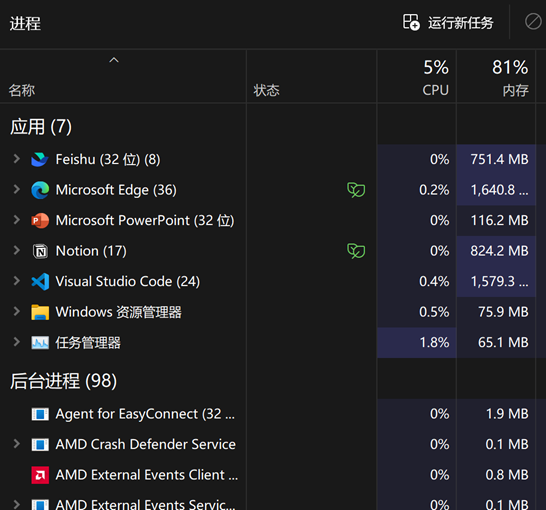 进程 运行新任务
5% 81%
名称 状态 CPU 内存
应用 (7)
Feishu (32 位) (8) 0% 751.4 MB
Microsoft Edge (36) 0.2% 1,640.8 ...
Microsoft PowerPoint (32 位) 0% 116.2 MB
Notion (17) 0% 824.2 MB
Visual Studio Code (24) 0.4% 1,579.3 ...
Windows 资源管理器 0.5% 75.9 MB
任务管理器 1.8% 65.1 MB
后台进程 (98)
Agent for EasyConnect (32 ... 0% 1.9 MB
AMD Crash Defender Service 0% 0.1 MB
AMD External Events Client ... 0% 0.8 MB
AMD External Events Servic... 0% 0.1 MB